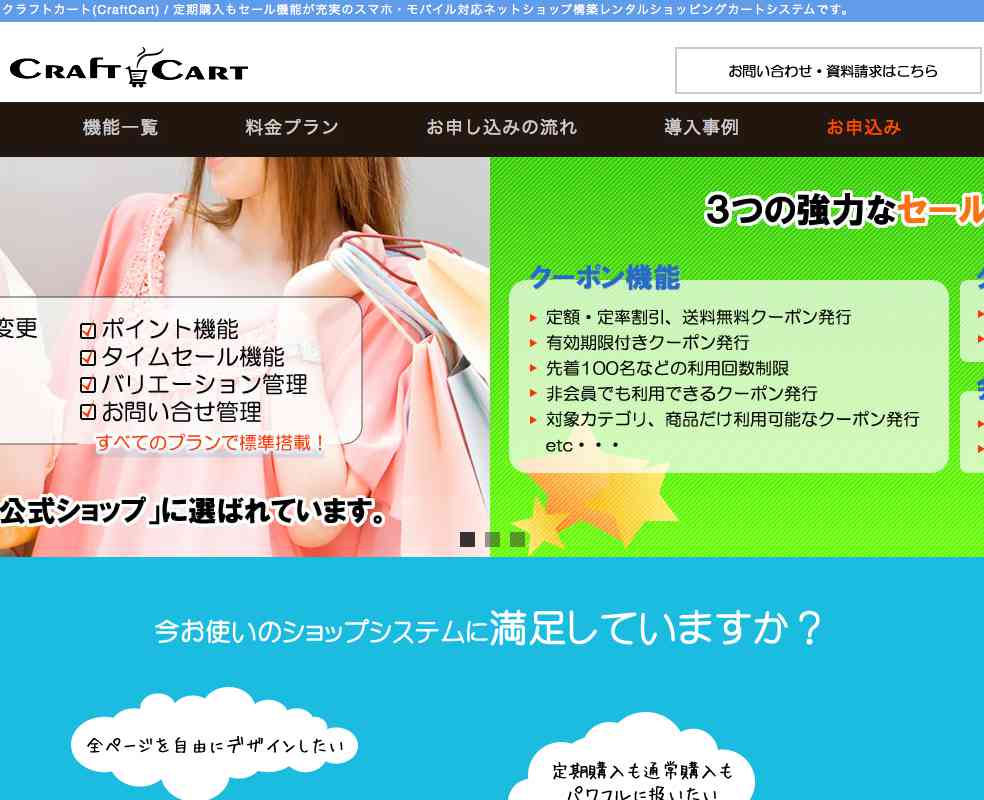 クラフトカート(CraftCart) / 定期購入もセール機能が充実のスマホ・モバイル対応ネットショップ構築レンタルショッピングカートシステムです。
CRAFT CART
お問い合わせ・資料請求はこちら
機能一覧
料金プラン
お申し込みの流れ
導入事例
お申込み
変更
ポイント機能
タイムセール機能
バリエーション管理
お問い合せ管理
すべてのプランで標準搭載！
公式ショップ」に選ばれています。
3つの強力なセール
クーポン機能
定額・定率割引、送料無料クーポン発行
有効期限付きクーポン発行
先着100名などの利用回数制限
非会員でも利用できるクーポン発行
対象カテゴリ、商品だけ利用可能なクーポン発行
etc・・・
今お使いのショップシステムに満足していますか？
全ページを自由にデザインしたい
定期購入も通常購入も
パワフルに扱いたい